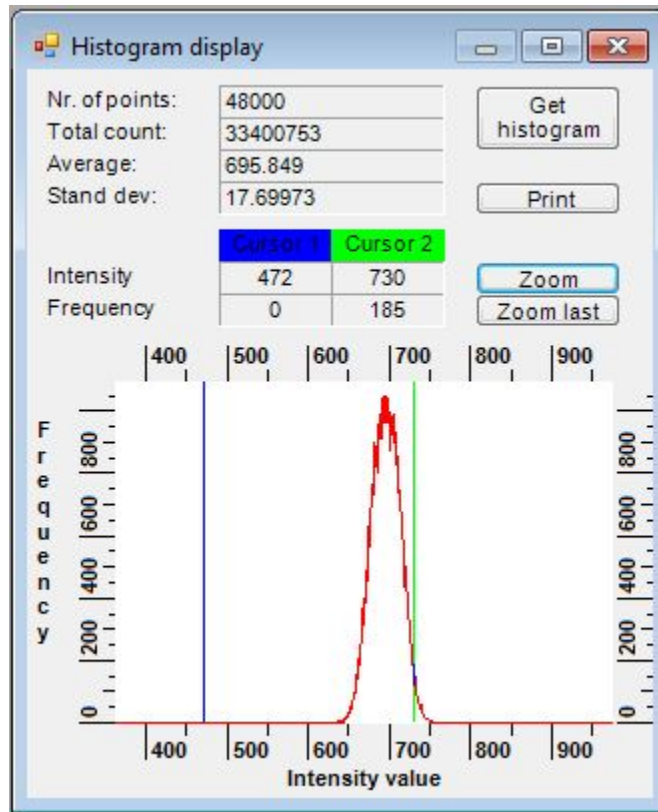 Histogram display
Nr. of points: 48000
Get histogram
Total count: 33400753
Average: 695.849
Stand dev: 17.69973
Print
Cursor 1 Cursor 2
Intensity 472 730 Zoom
Frequency 0 185 Zoom last
400 500 600 700 800 900
Frequency
800 800
600 600
400 400
200 200
0 0
400 500 600 700 800 900
Intensity value